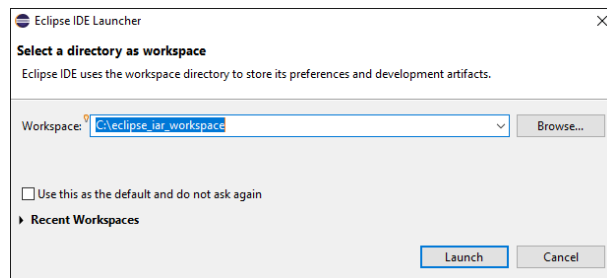 Eclipse IDE Launcher
Select a directory as workspace
Eclipse IDE uses the workspace directory to store its preferences and development artifacts.
Workspace: C:\eclipse_iar_workspace Browse...
Use this as the default and do not ask again
Recent Workspaces
Launch Cancel